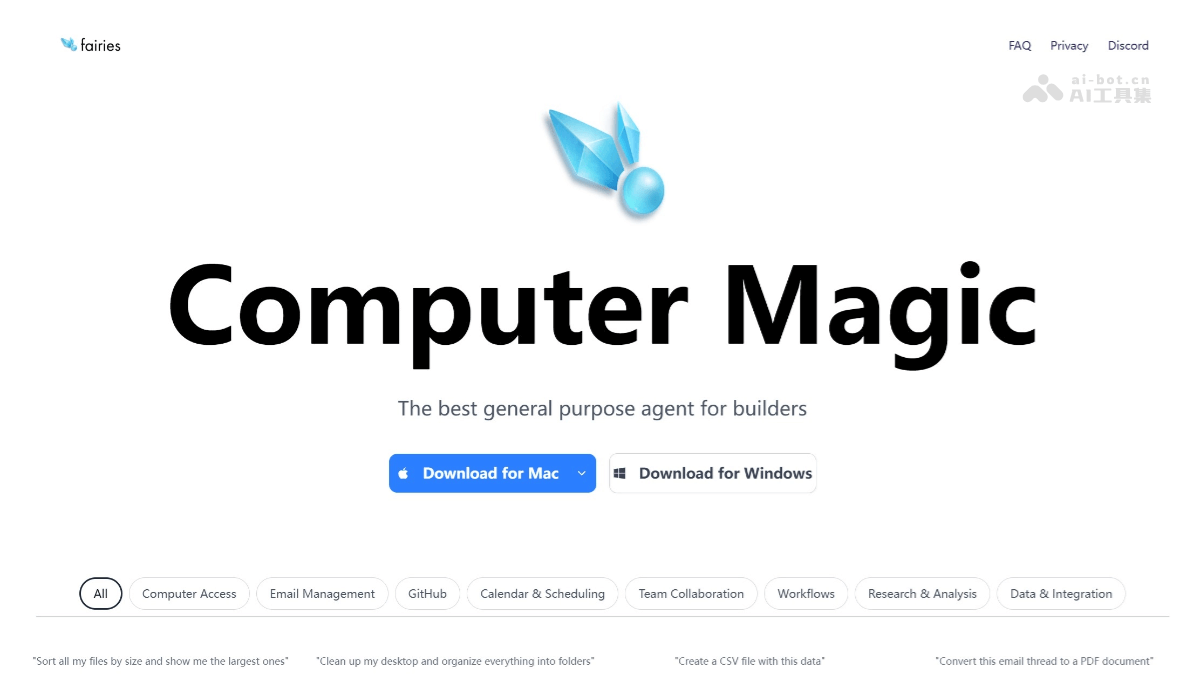 fairies
FAQ Privacy Discord
ai-bot.cn
AI工具集
Computer Magic
The best general purpose agent for builders
Download for Mac
Download for Windows
All
Computer Access
Email Management
GitHub
Calendar & Scheduling
Team Collaboration
Workflows
Research & Analysis
Data & Integration
"Sort all my files by size and show me the largest ones"
"Clean up my desktop and organize everything into folders"
"Create a CSV file with this data"
"Convert this email thread to a PDF document"